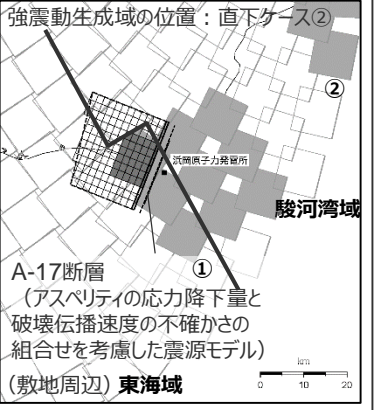 強震動生成域の位置：直下ケース②
②
浜岡原子力発電所
駿河湾域
①
A-17断層
（アスペリティの応力降下量と
破壊伝播速度の不確かさの
組合せを考慮した震源モデル）
（敷地周辺）東海域
km
0 10 20